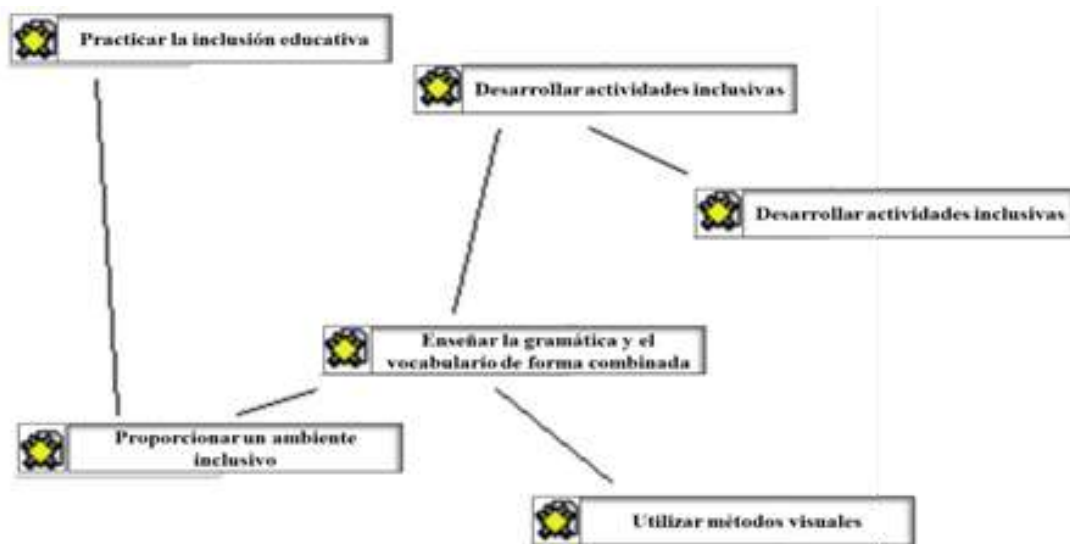 Practicar la inclusión educativa
Desarrollar actividades inclusivas
Desarrollar actividades inclusivas
Enseñar la gramática y el
vocabulario de forma combinada
Proporcionar un ambiente
inclusivo
Utilizar métodos visuales